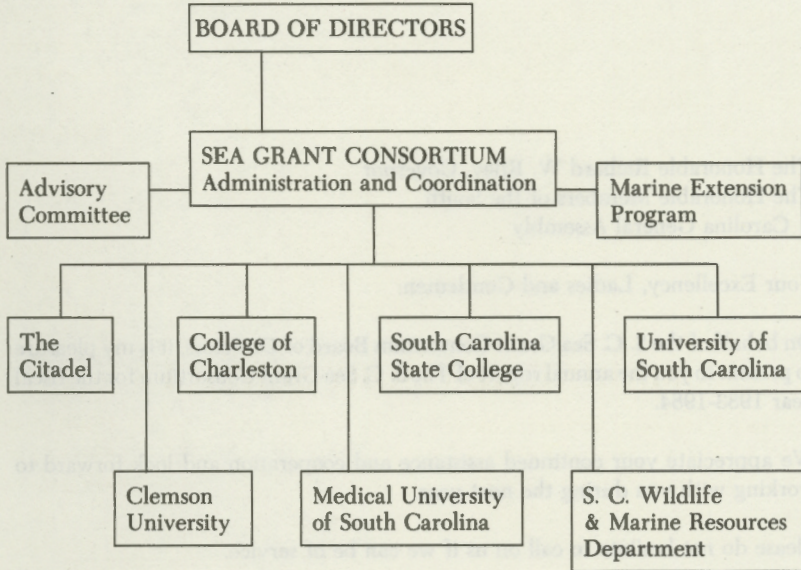 BOARD OF DIRECTORS
SEA GRANT CONSORTIUM
Administration and Coordination
Advisory
Committee
Marine Extension
Program
The
Citadel
College of
Charleston
South Carolina
State College
University of
South Carolina
Clemson
University
Medical University
of South Carolina
S. C. Wildlife
& Marine Resources
Department